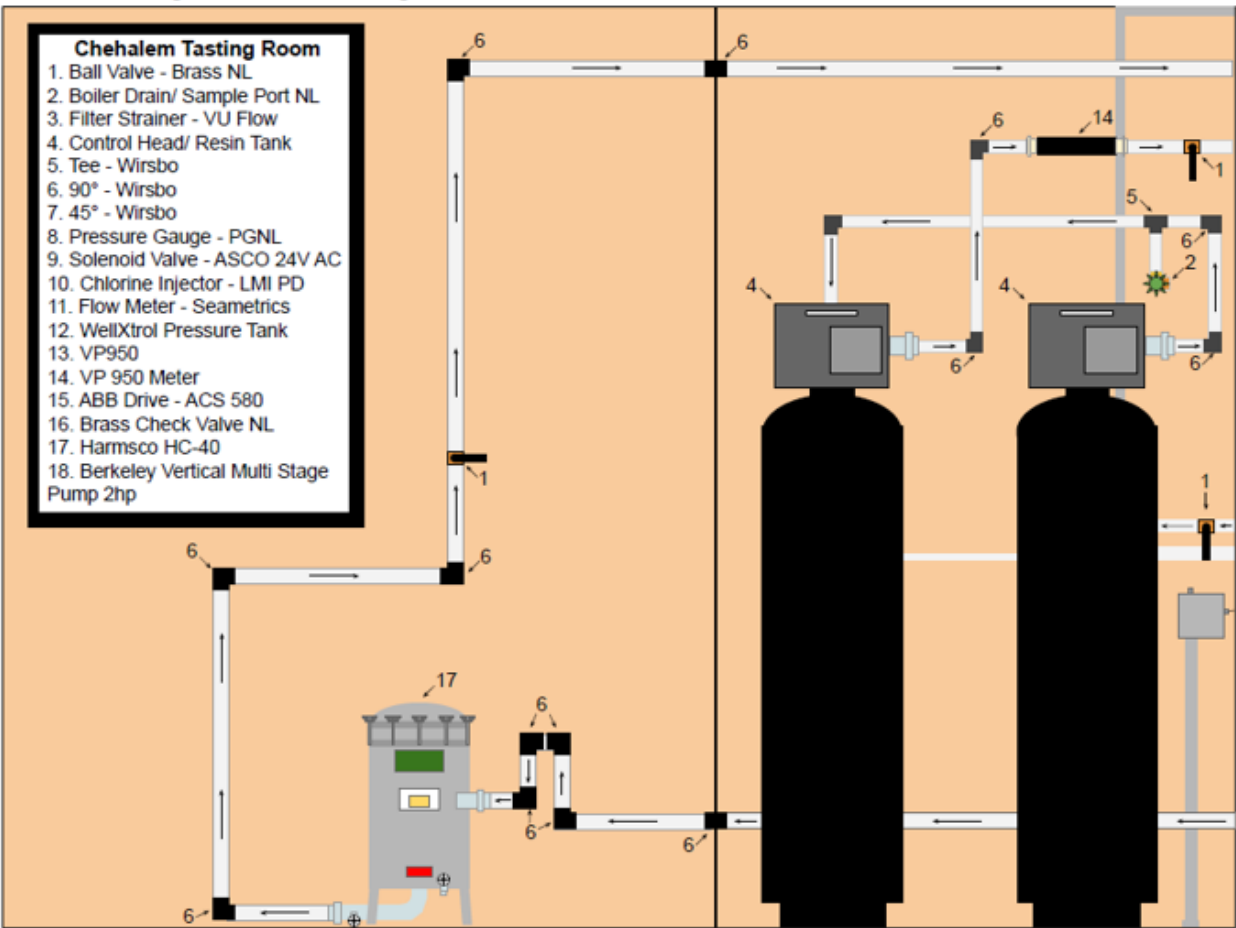 Chehalem Tasting Room
1. Ball Valve - Brass NL
2. Boiler Drain/ Sample Port NL
3. Filter Strainer - VU Flow
4. Control Head/ Resin Tank
5. Tee - Wirsbo
6. 90° - Wirsbo
7. 45° - Wirsbo
8. Pressure Gauge - PGNL
9. Solenoid Valve - ASCO 24V AC
10. Chlorine Injector - LMI PD
11. Flow Meter - Seametrics
12. WellXtrol Pressure Tank
13. VP950
14. VP 950 Meter
15. ABB Drive - ACS 580
16. Brass Check Valve NL
17. Harmsco HC-40
18. Berkeley Vertical Multi Stage
Pump 2hp
6
6
6
14
1
5
6
2
4
4
6
6
1
1
6
6
17
6
6
6
6